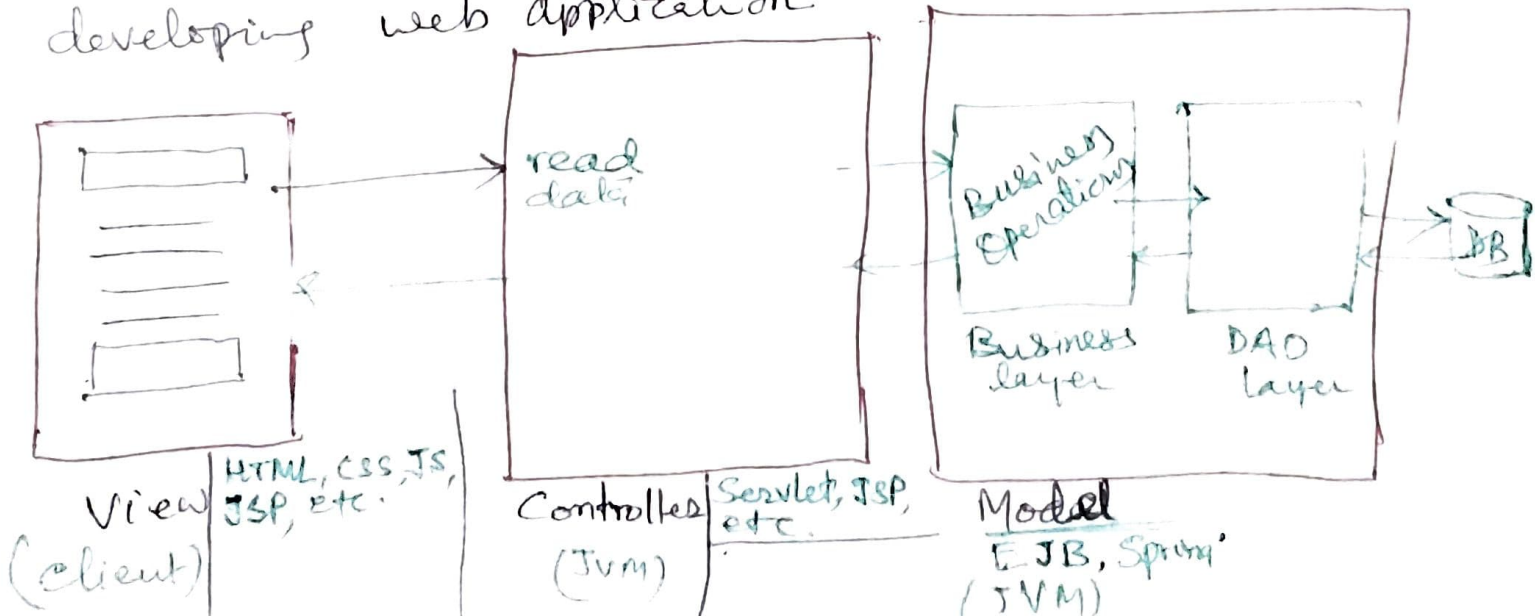 developing web application
read
data
Business
operations
DB
Business
layer
DAO
layer
View
(client)
HTML, CSS, JS,
JSP, etc.
Controller
(JVM)
Servlet, JSP,
etc.
Model
EJB, Spring
(JVM)